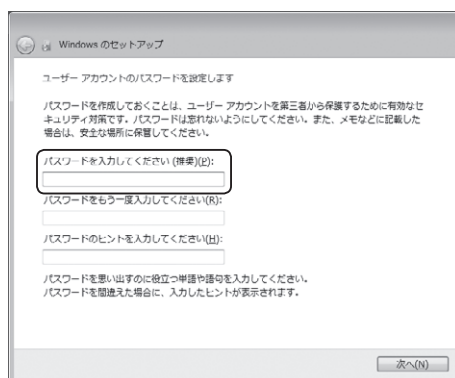 Windows のセットアップ
ユーザー アカウントのパスワードを設定します
パスワードを作成しておくことは、ユーザー アカウントを第三者から保護するために有効なセ
キュリティ対策です。パスワードは忘れないようにしてください。また、メモなどに記載した
場合は、安全な場所に保管してください。
パスワードを入力してください (推奨)(P):
パスワードをもう一度入力してください(R):
パスワードのヒントを入力してください(H):
パスワードを思い出すのに役立つ単語や語句を入力してください。
パスワードを間違えた場合に、入力したヒントが表示されます。
次へ(N)